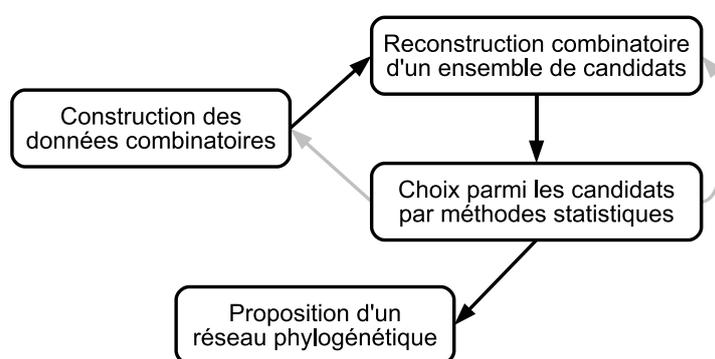 Reconstruction combinatoire
d'un ensemble de candidats
Construction des
données combinatoires
Choix parmi les candidats
par méthodes statistiques
Proposition d'un
réseau phylogénétique